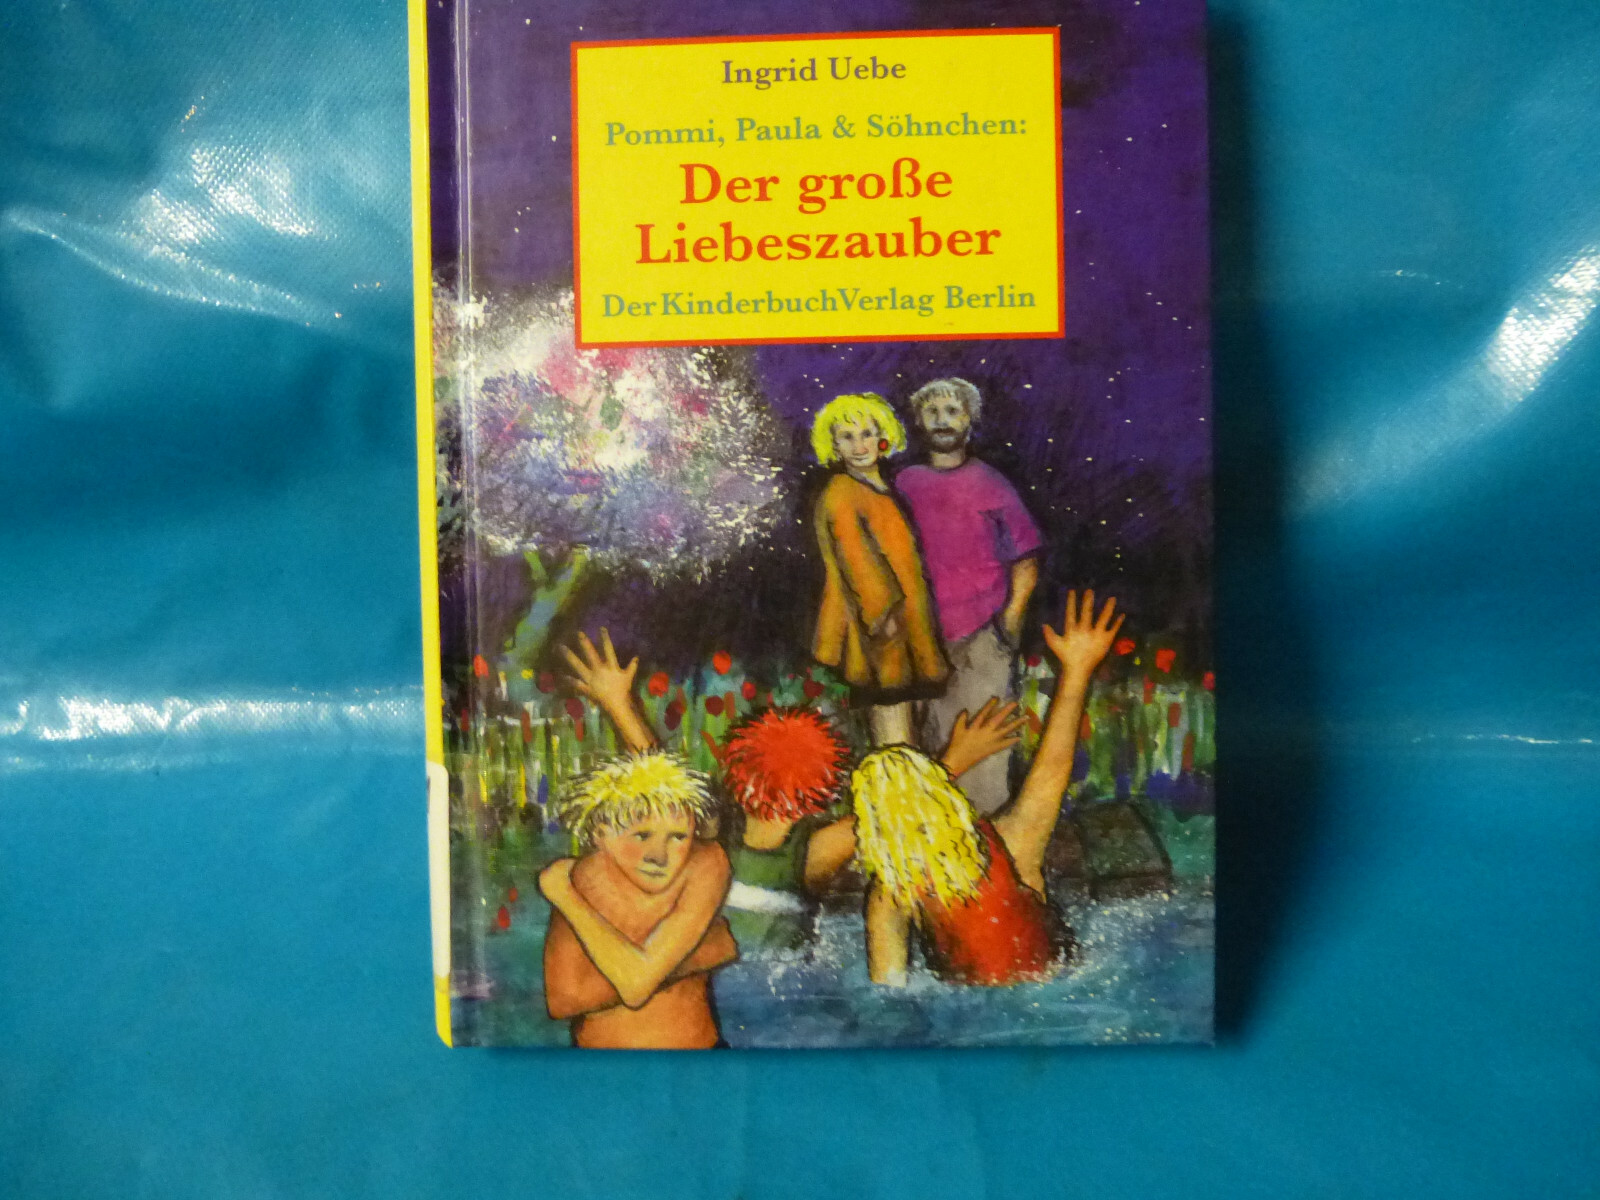 Ingrid Uebe
Pommi, Paula & Söhnchen:
Der große
Liebeszauber
DerKinderbuchVerlag Berlin